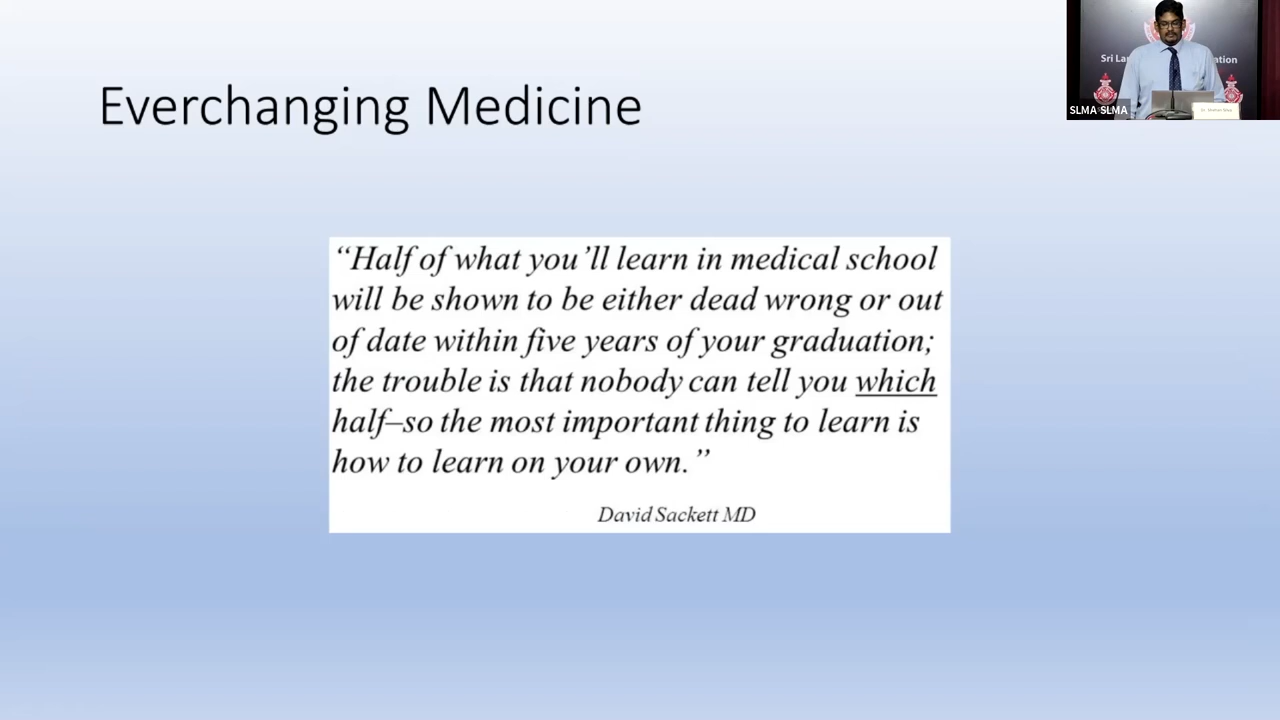 Everchanging Medicine
“Half of what you’ll learn in medical school
will be shown to be either dead wrong or out
of date within five years of your graduation;
the trouble is that nobody can tell you which
half–so the most important thing to learn is
how to learn on your own.”
David Sackett MD
Sri La
ation
SLMA SLMA